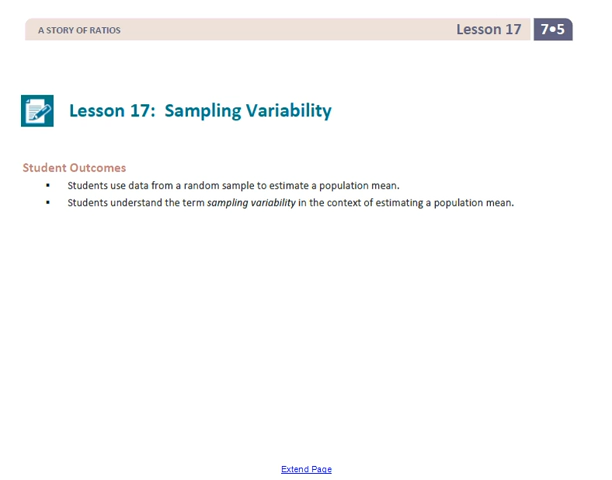 A STORY OF RATIOS
Lesson 17
7•5
Lesson 17: Sampling Variability
Student Outcomes
▪ Students use data from a random sample to estimate a population mean.
▪ Students understand the term sampling variability in the context of estimating a population mean.
Extend Page